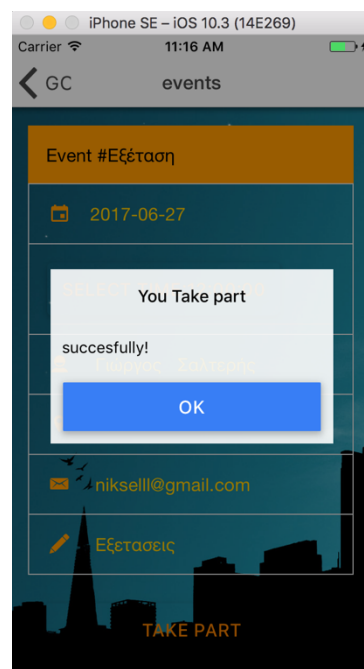 iPhone SE – iOS 10.3 (14E269)
Carrier 11:16 AM
GC events
Event #Εξέταση
2017-06-27
You Take part
succesfully!
OK
nikselll@gmail.com
Εξετασεις
TAKE PART